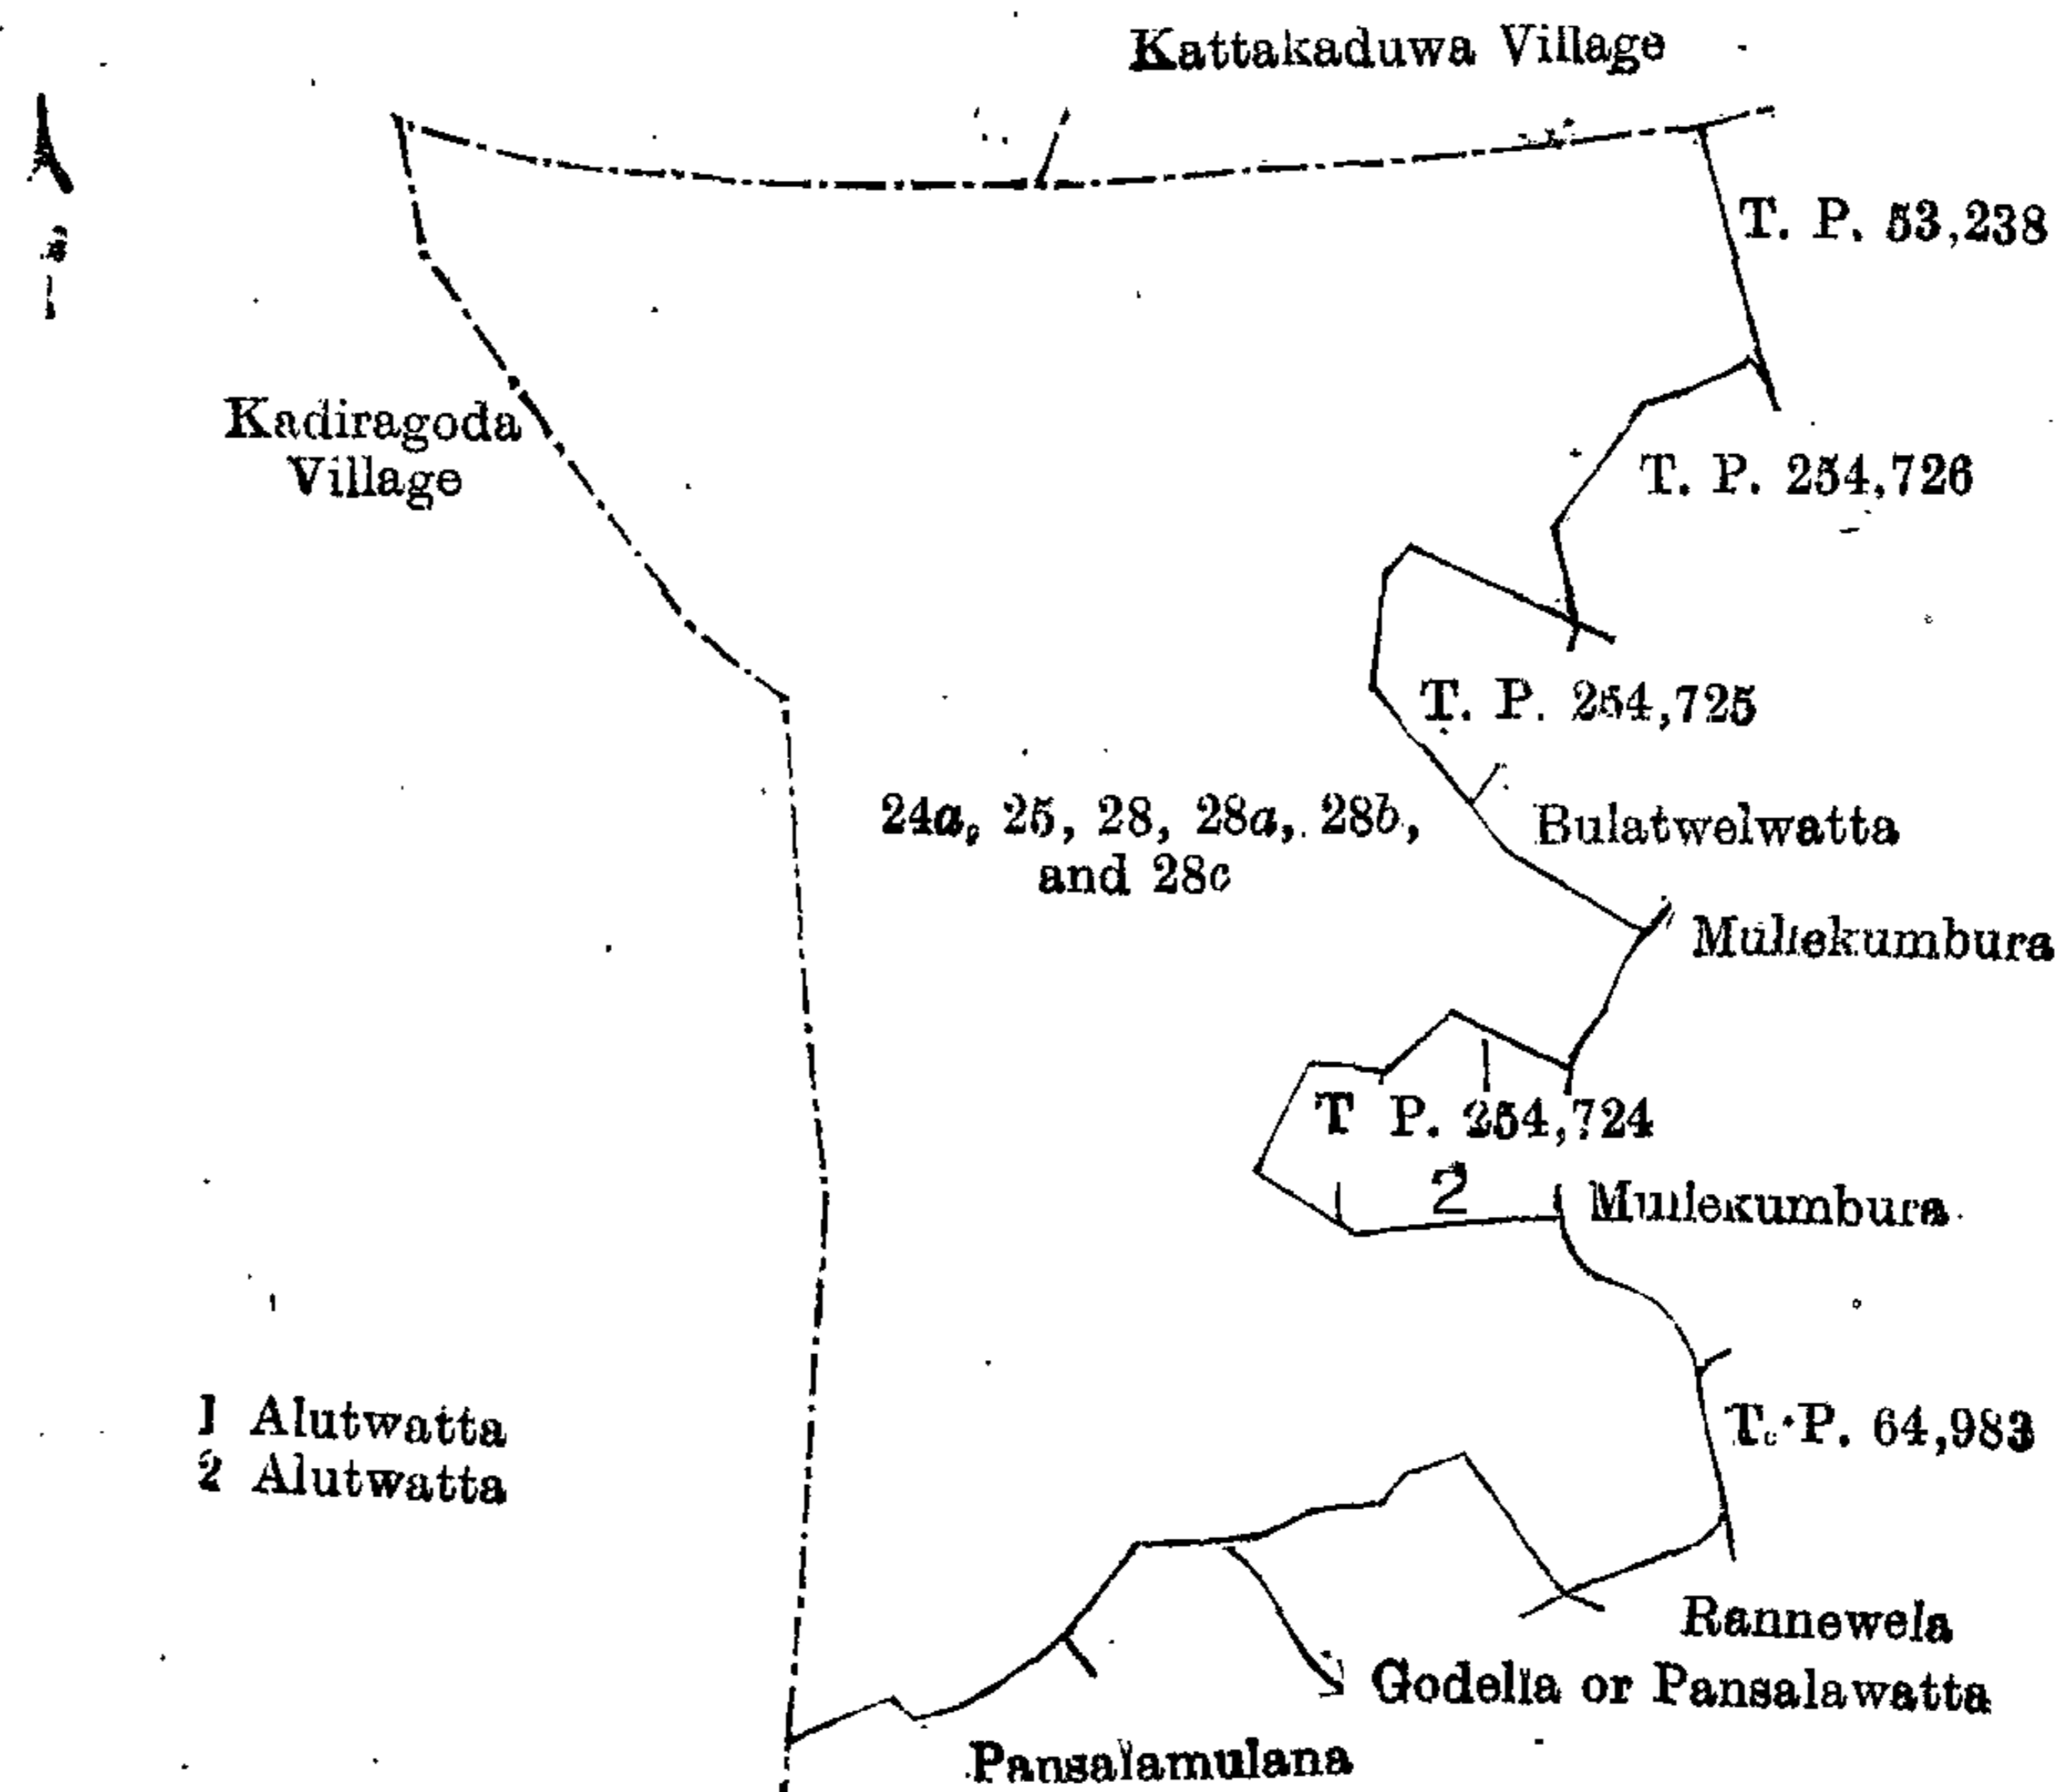 Kattakaduwa Village
T. P. 53,238
Kadiragoda
Village
T. P. 254,726
T. P. 254,725
24a, 25, 28, 28a, 28b,
and 28c
Bulatwelwatta
Mullekumbura
T P. 254,724
2
Mullekumbura
1 Alutwatta
2 Alutwatta
T. P. 64,983
Rannewela
Godella or Pansalawatta
Pansalamulana